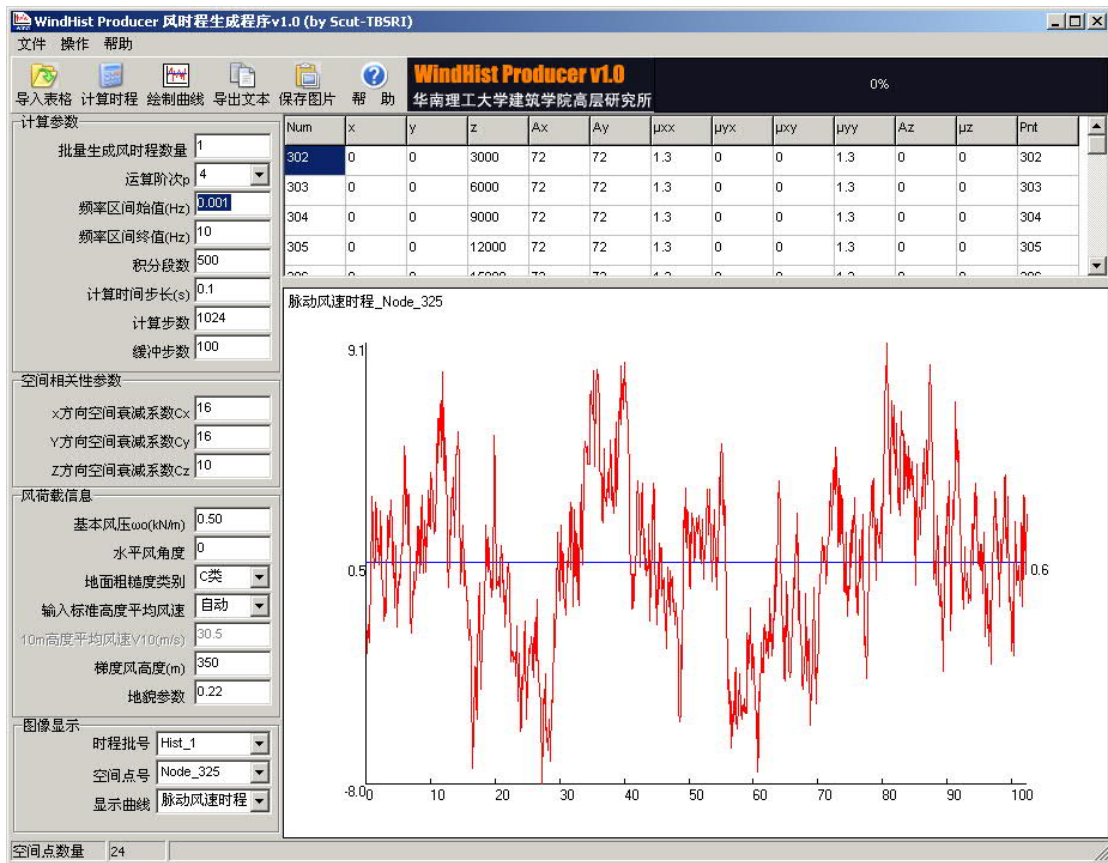 WindHist Producer 风时程生成程序v1.0 (by Scut-TBSRI)
文件 操作 帮助
导入表格 计算时程 绘制曲线 导出文本 保存图片 帮 助
WindHist Producer v1.0
华南理工大学建筑学院高层研究所
0%
计算参数
批量生成风时程数量 1
运算阶次p 4
频率区间始值(Hz) 0.001
频率区间终值(Hz) 10
积分段数 500
计算时间步长(s) 0.1
计算步数 1024
缓冲步数 100
空间相关性参数
x方向空间衰减系数Cx 16
Y方向空间衰减系数Cy 16
Z方向空间衰减系数Cz 10
风荷载信息
基本风压ωo(kN/m) 0.50
水平风角度 0
地面粗糙度类别 C类
输入标准高度平均风速 自动
10m高度平均风速V10(m/s) 30.5
梯度风高度(m) 350
地貌参数 0.22
图像显示
时程批号 Hist_1
空间点号 Node_325
显示曲线 脉动风速时程
Num x y z Ax Ay μxx μyx μxy μyy Az μz Pnt
302 0 0 3000 72 72 1.3 0 0 1.3 0 0 302
303 0 0 6000 72 72 1.3 0 0 1.3 0 0 303
304 0 0 9000 72 72 1.3 0 0 1.3 0 0 304
305 0 0 12000 72 72 1.3 0 0 1.3 0 0 305
脉动风速时程_Node_325
9.1
0.5
0.6
-8.0
0 10 20 30 40 50 60 70 80 90 100
空间点数量 24